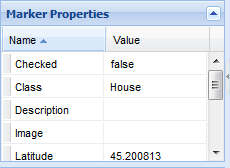 Marker Properties
Name Value
Checked false
Class House
Description
Image
Latitude 45.200813